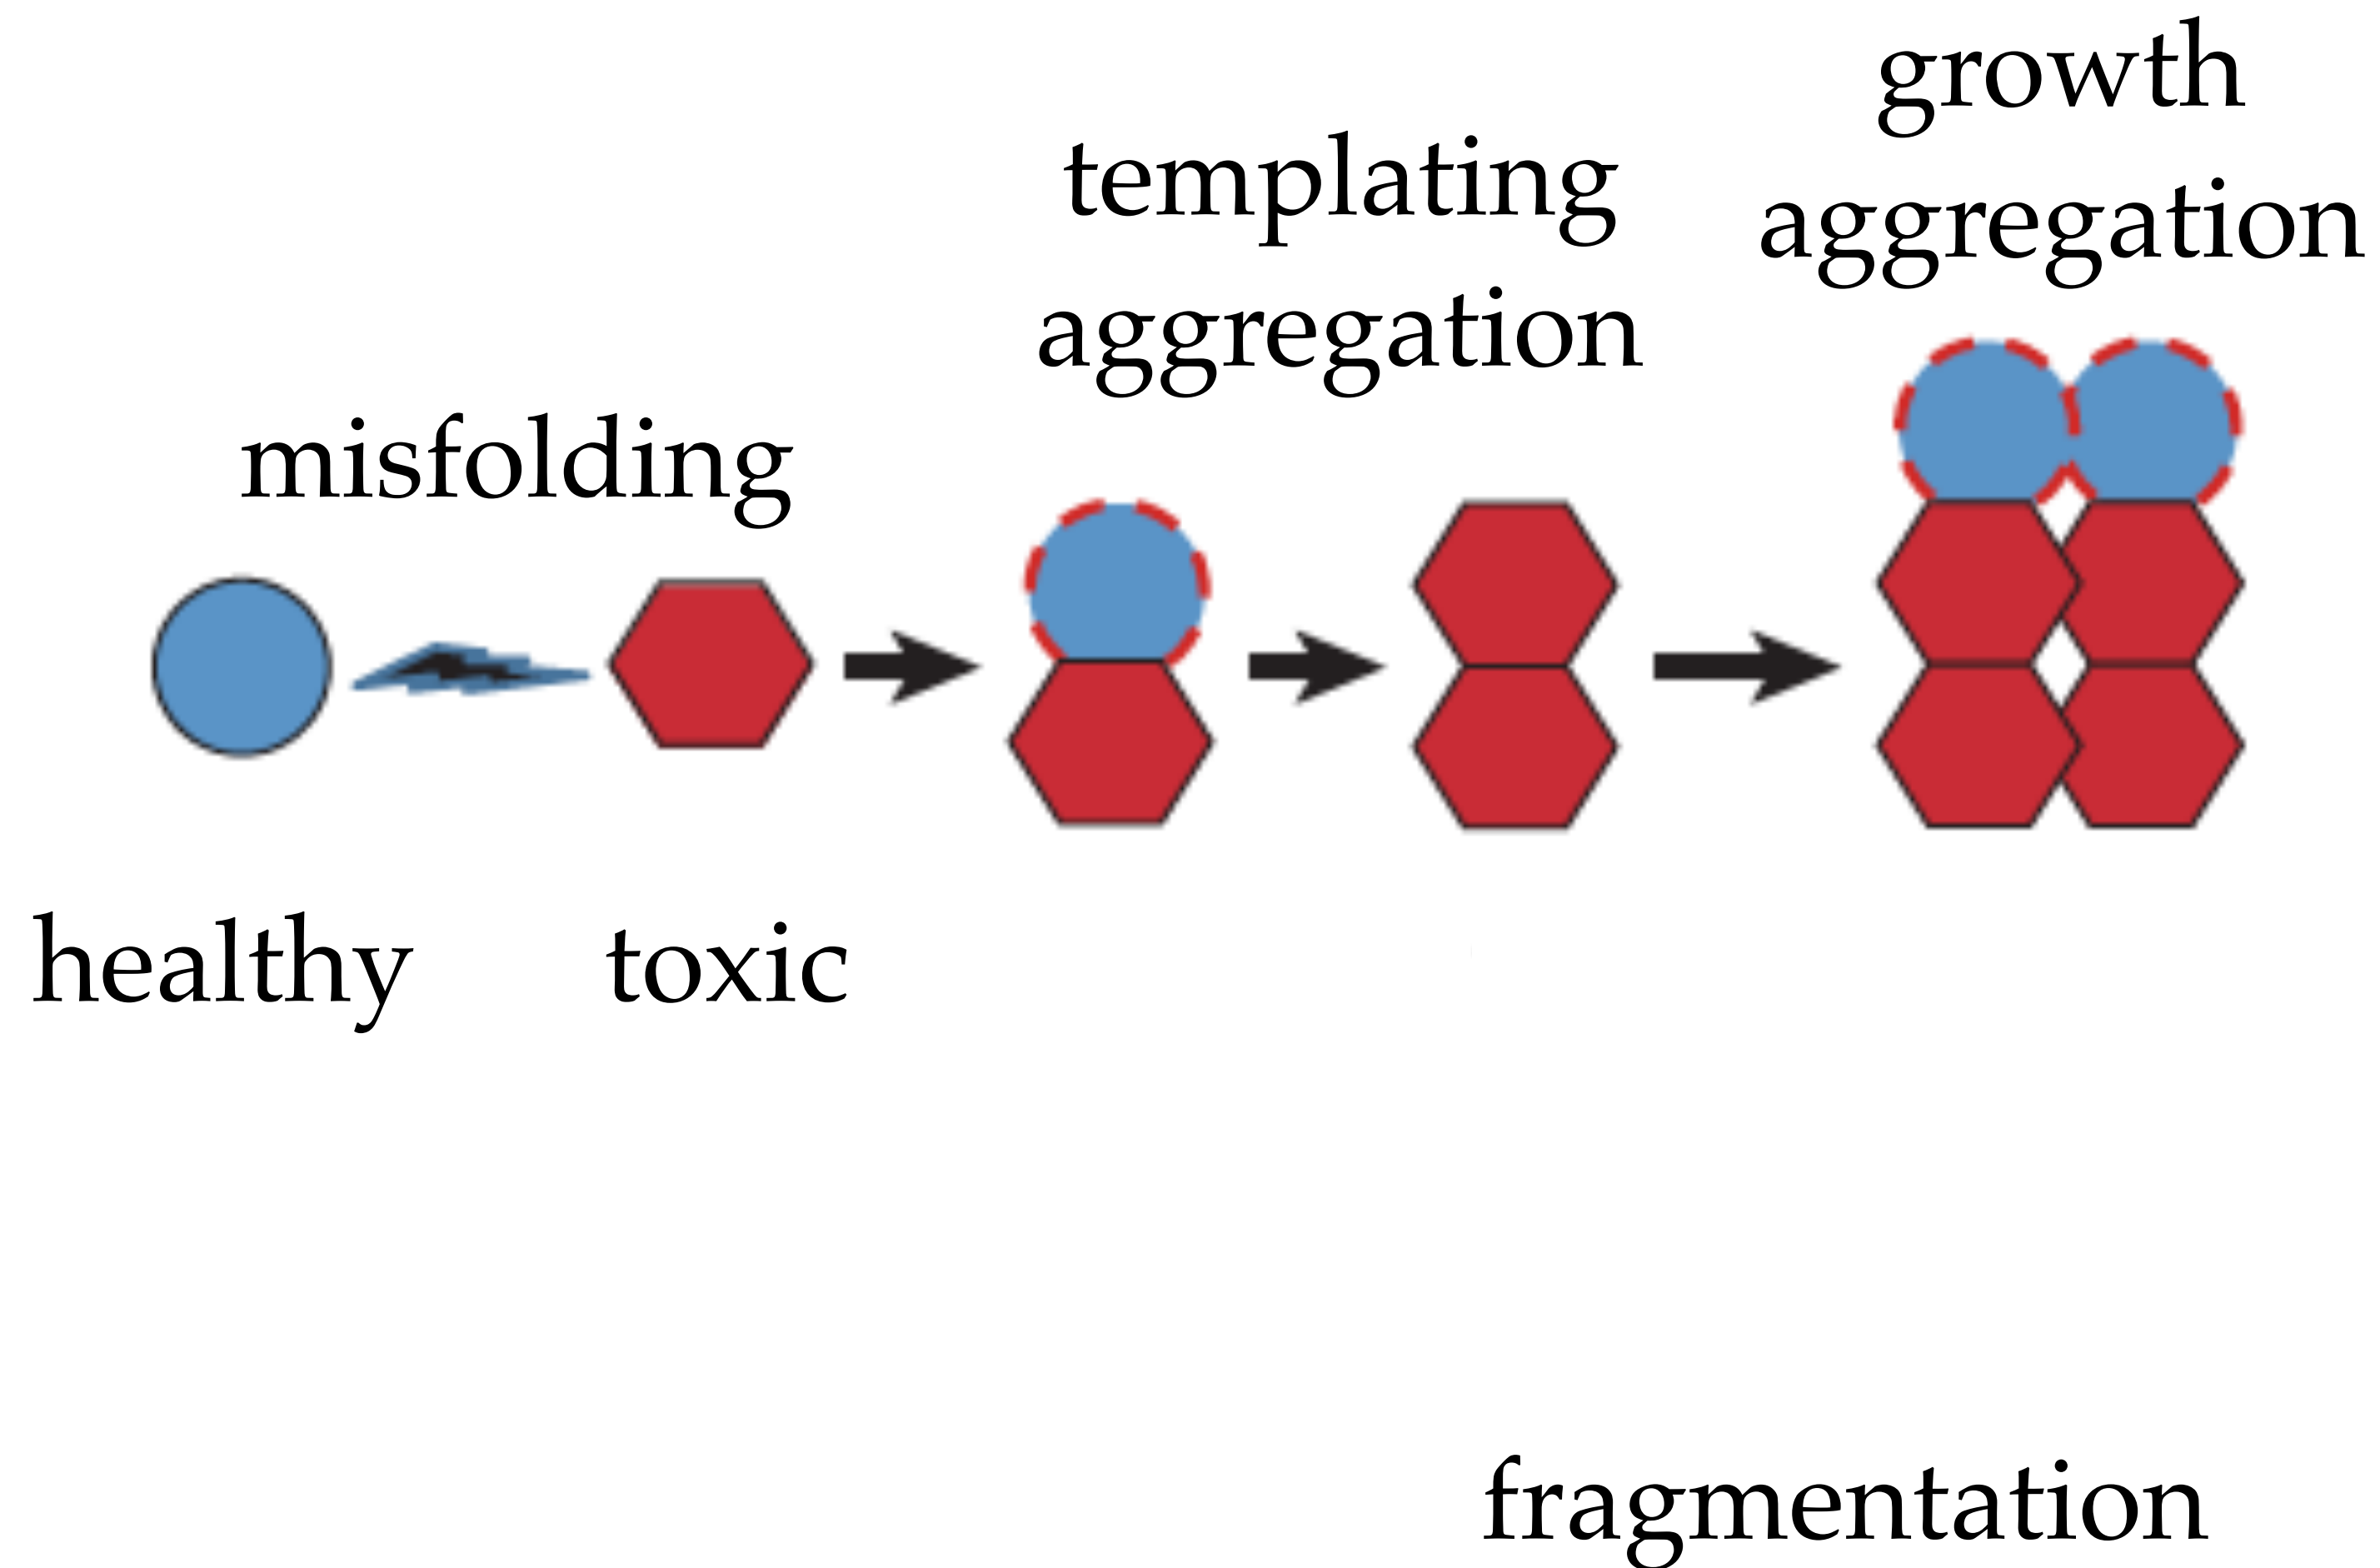 growth
aggregation
templating
aggregation
misfolding
healthy
toxic
fragmentation